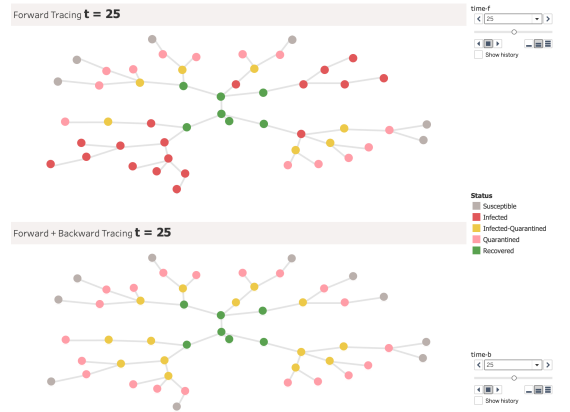 Forward Tracing t = 25
time-f
25
Show history
Status
Susceptible
Infected
Infected-Quarantined
Quarantined
Recovered
Forward + Backward Tracing t = 25
time-b
25
Show history